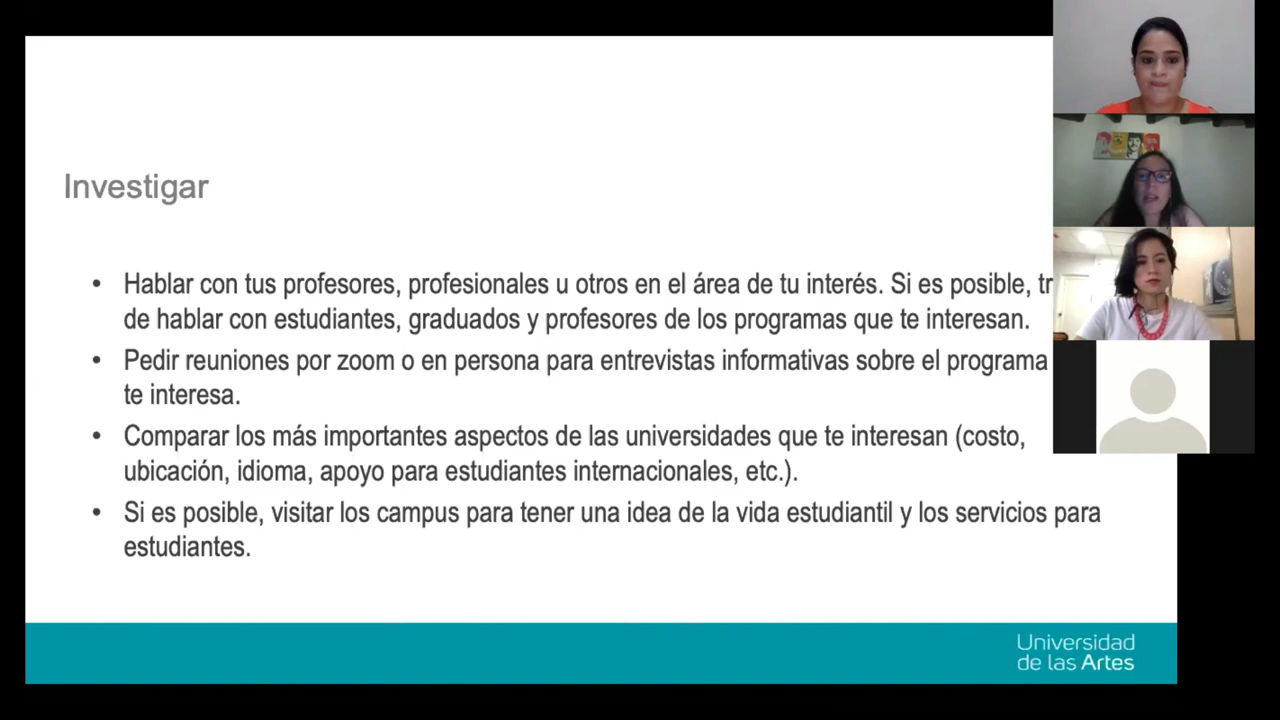 Investigar
• Hablar con tus profesores, profesionales u otros en el área de tu interés. Si es posible,
de hablar con estudiantes, graduados y profesores de los programas que te interesan.
• Pedir reuniones por zoom o en persona para entrevistas informativas sobre el programa
te interesa.
• Comparar los más importantes aspectos de las universidades que te interesan (costo,
ubicación, idioma, apoyo para estudiantes internacionales, etc.).
• Si es posible, visitar los campus para tener una idea de la vida estudiantil y los servicios para
estudiantes.
Universidad
de las Artes